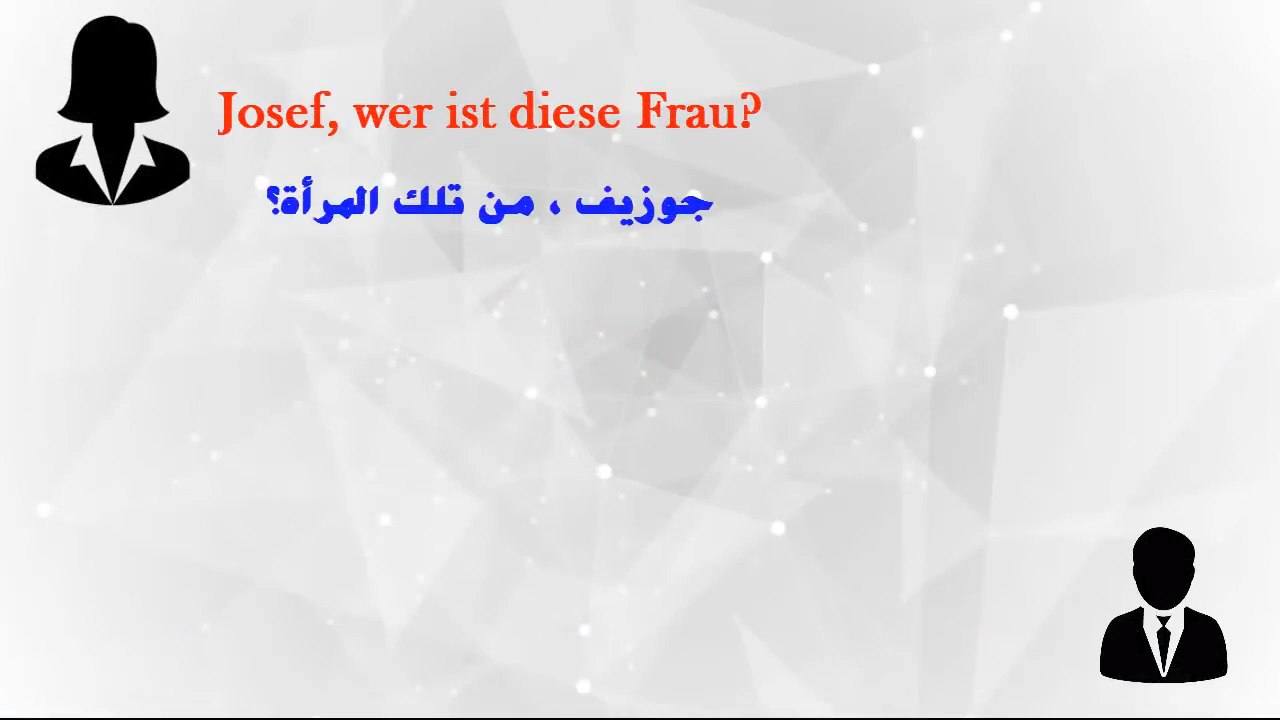 Josef, wer ist diese Frau?
جوزيف ، من تلك المرأة؟